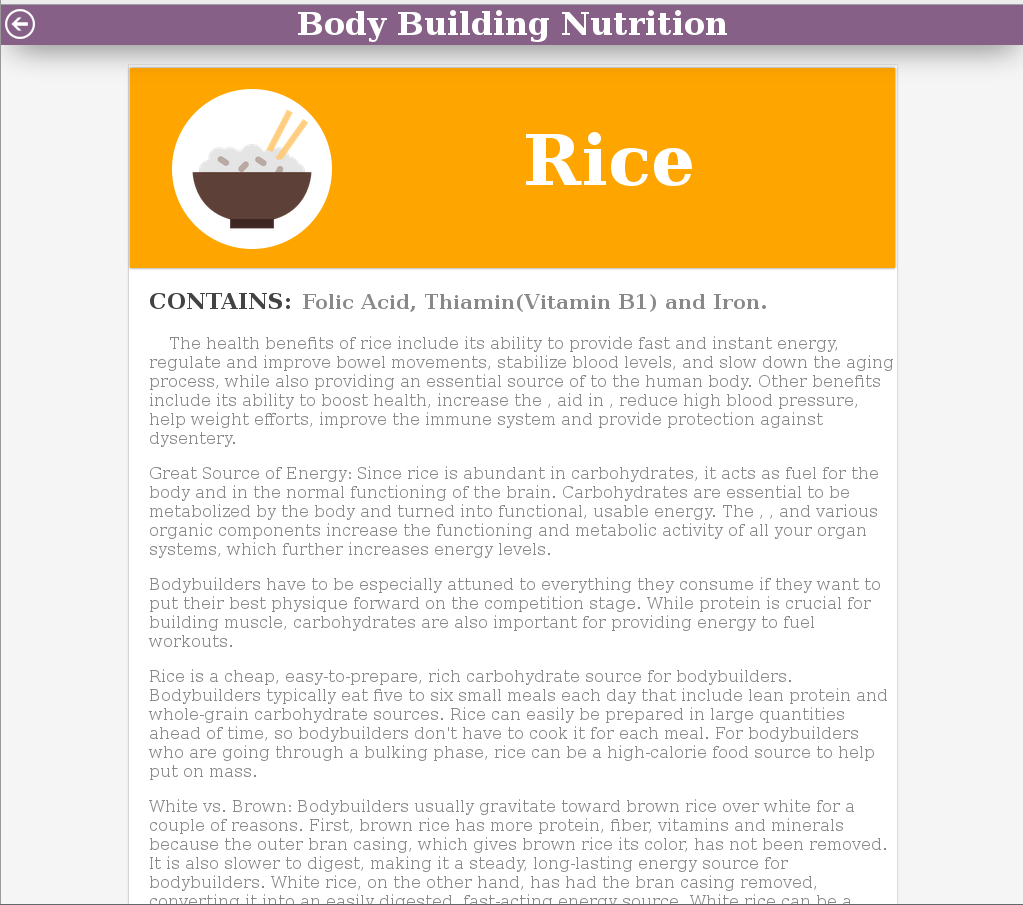 Body Building Nutrition
Rice
CONTAINS: Folic Acid, Thiamin(Vitamin B1) and Iron.
The health benefits of rice include its ability to provide fast and instant energy,
regulate and improve bowel movements, stabilize blood levels, and slow down the aging
process, while also providing an essential source of to the human body. Other benefits
include its ability to boost health, increase the , aid in , reduce high blood pressure,
help weight efforts, improve the immune system and provide protection against
dysentery.
Great Source of Energy: Since rice is abundant in carbohydrates, it acts as fuel for the
body and in the normal functioning of the brain. Carbohydrates are essential to be
metabolized by the body and turned into functional, usable energy. The , , and various
organic components increase the functioning and metabolic activity of all your organ
systems, which further increases energy levels.
Bodybuilders have to be especially attuned to everything they consume if they want to
put their best physique forward on the competition stage. While protein is crucial for
building muscle, carbohydrates are also important for providing energy to fuel
workouts.
Rice is a cheap, easy-to-prepare, rich carbohydrate source for bodybuilders.
Bodybuilders typically eat five to six small meals each day that include lean protein and
whole-grain carbohydrate sources. Rice can easily be prepared in large quantities
ahead of time, so bodybuilders don't have to cook it for each meal. For bodybuilders
who are going through a bulking phase, rice can be a high-calorie food source to help
put on mass.
White vs. Brown: Bodybuilders usually gravitate toward brown rice over white for a
couple of reasons. First, brown rice has more protein, fiber, vitamins and minerals
because the outer bran casing, which gives brown rice its color, has not been removed.
It is also slower to digest, making it a steady, long-lasting energy source for
bodybuilders. White rice, on the other hand, has had the bran casing removed,
converting it into an easily digested, fast-acting energy source. White rice can be a